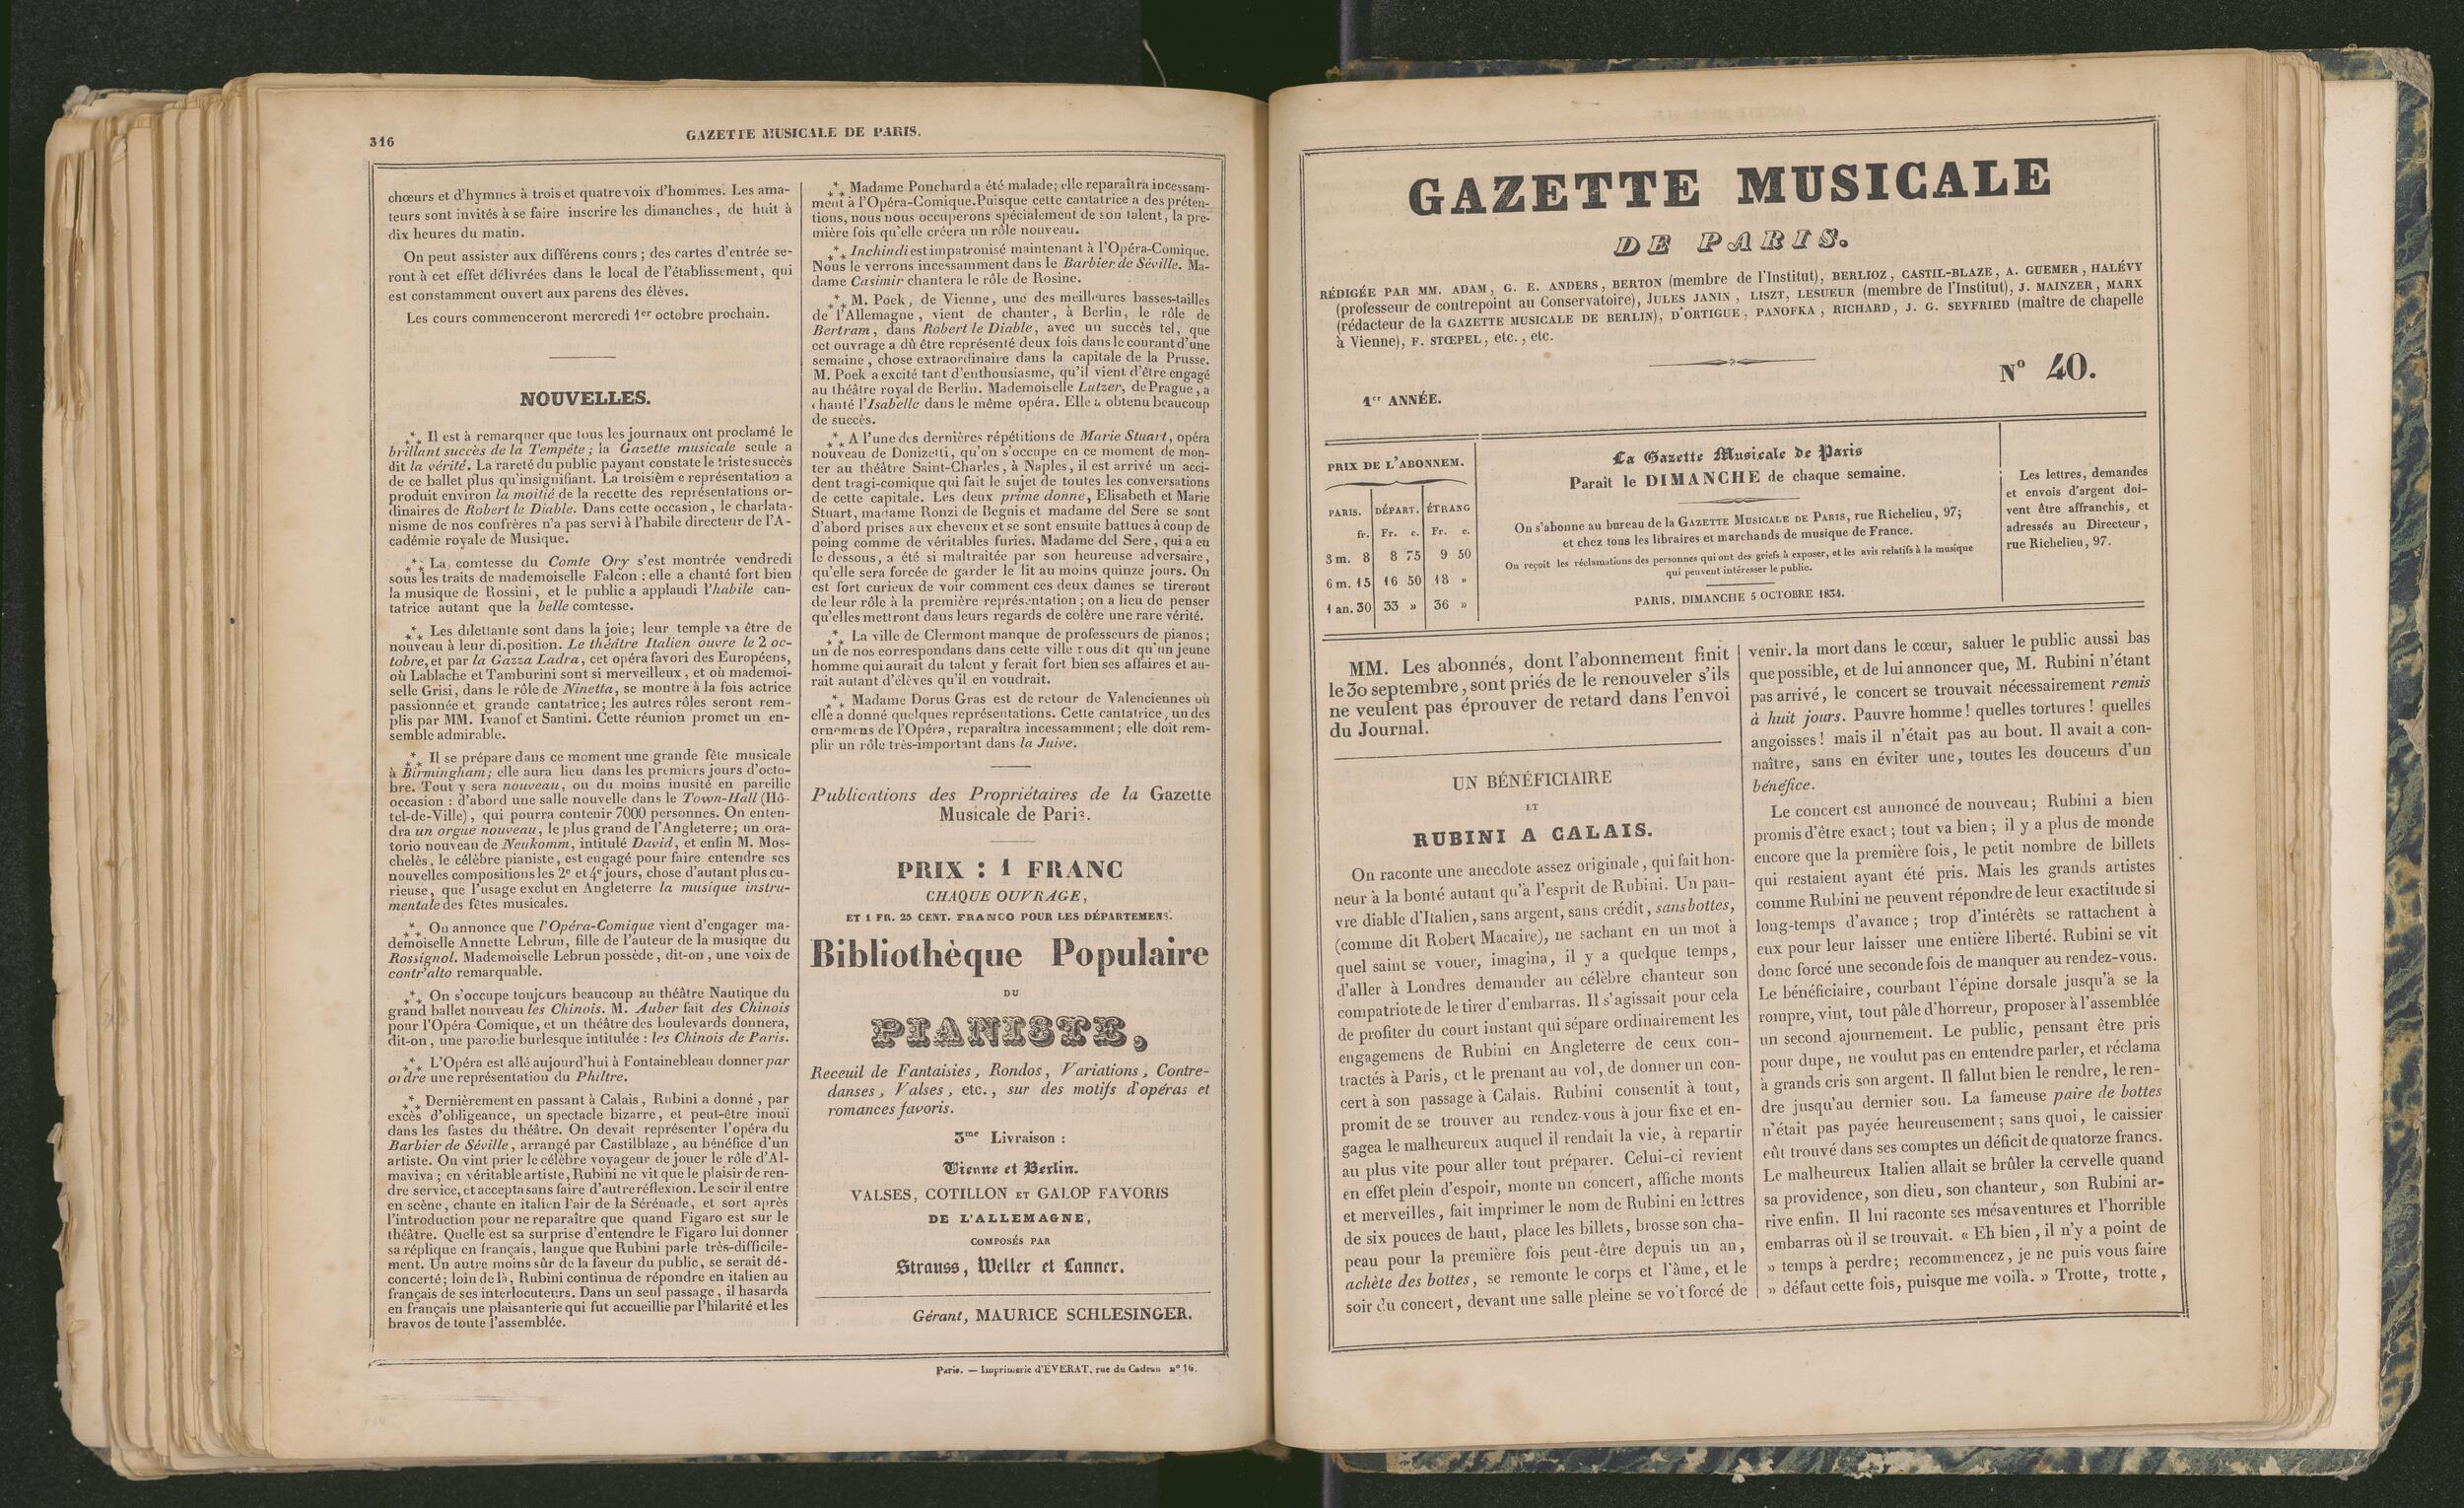 316
GAZETTE MUSICALE DE PARIS.
chœurs et d'hymnes à trois et quatre voix d'hommes. Les ama-
teurs sont invités à se faire inscrire les dimanches, de huit à
dix heures du matin.
On peut assister aux différens cours ; des cartes d'entrée se-
ront à cet effet délivrées dans le local de l'établissement, qui
est constamment ouvert aux parens des élèves.
Les cours commenceront mercredi 1er octobre prochain.
NOUVELLES.
*** Il est à remarquer que tous les journaux ont proclamé le
brillant succès de la Tempête ; la Gazette musicale seule a
dit la vérité. La rareté du public payant constate le triste succès
de ce ballet plus qu'insignifiant. La troisièm e représentation a
produit environ la moitié de la recette des représentations or-
dinaires de Robert le Diable. Dans cette occasion, le charlata-
nisme de nos confrères n'a pas servi à l'habile directeur de l'A-
cadémie royale de Musique.
*** La comtesse du Comte Ory s'est montrée vendredi
sous les traits de mademoiselle Falcon : elle a chanté fort bien
la musique de Rossini, et le public a applaudi l'habile can-
tatrice autant que la belle comtesse.
*** Les dilettante sont dans la joie; leur temple va être de
nouveau à leur di.position. Le théâtre Italien ouvre le 2 oc-
tobre, et par la Gazza Ladra, cet opéra favori des Européens,
où Lablache et Tamburini sont si merveilleux, et où mademoi-
selle Grisi, dans le rôle de Ninetta, se montre à la fois actrice
passionnée et grande cantatrice; les autres rôles seront rem-
plis par MM. Ivanof et Santini. Cette réunion promet un en-
semble admirable.
*** Il se prépare dans ce moment une grande fête musicale
à Birmingham; elle aura lieu dans les premiers jours d'octo-
bre. Tout y sera nouveau, ou du moins inusité en pareille
occasion : d'abord une salle nouvelle dans le Town-Hall (Hô-
tel-de-Ville), qui pourra contenir 7000 personnes. On enten-
dra un orgue nouveau, le plus grand de l'Angleterre; un ora-
torio nouveau de Neukomm, intitulé David, et enfin M. Mos-
chelès, le célèbre pianiste, est engagé pour faire entendre ses
nouvelles compositions les 2e et 4e jours, chose d'autant plus cu-
rieuse, que l'usage exclut en Angleterre la musique instru-
mentale des fêtes musicales.
*** On annonce que l'Opéra-Comique vient d'engager ma-
demoiselle Annette Lebrun, fille de l'auteur de la musique du
Rossignol. Mademoiselle Lebrun possède, dit-on, une voix de
contr'alto remarquable.
*** On s'occupe toujours beaucoup au théâtre Nautique du
grand ballet nouveau les Chinois. M. Auber fait des Chinois
pour l'Opéra-Comique, et un théâtre des boulevards donnera,
dit-on, une parodie burlesque intitulée : les Chinois de Paris.
*** L'Opéra est allé aujourd'hui à Fontainebleau donner par
ordre une représentation du Philtre.
*** Dernièrement en passant à Calais, Rubini a donné, par
excès d'obligeance, un spectacle bizarre, et peut-être inouï
dans les fastes du théâtre. On devait représenter l'opéra du
Barbier de Séville, arrangé par Castilblaze, au bénéfice d'un
artiste. On vint prier le célèbre voyageur de jouer le rôle d'Al-
maviva; en véritable artiste, Rubini ne vit que le plaisir de ren-
dre service, et accepta sans faire d'autre réflexion. Le soir il entre
en scène, chante en italien l'air de la Sérénade, et sort après
l'introduction pour ne reparaître que quand Figaro est sur le
théâtre. Quelle est sa surprise d'entendre le Figaro lui donner
sa réplique en français, langue que Rubini parle très-difficile-
ment. Un autre moins sûr de la faveur du public, se serait dé-
concerté; loin de là, Rubini continua de répondre en italien au
français de ses interlocuteurs. Dans un seul passage, il hasarda
en français une plaisanterie qui fut accueillie par l'hilarité et les
bravos de toute l'assemblée.
*** Madame Ponchard a été malade; elle reparaîtra incessam-
ment à l'Opéra-Comique. Puisque cette cantatrice a des préten-
tions, nous nous occuperons spécialement de son talent, la pre-
mière fois qu'elle créera un rôle nouveau.
*** Inchindi est impatronisé maintenant à l'Opéra-Comique.
Nous le verrons incessamment dans le Barbier de Séville. Ma-
dame Casimir chantera le rôle de Rosine.
*** M. Pock, de Vienne, une des meilleures basses-tailles
de l'Allemagne, vient de chanter, à Berlin, le rôle de
Bertram, dans Robert le Diable, avec un succès tel, que
cet ouvrage a dû être représenté deux fois dans le courant d'une
semaine, chose extraordinaire dans la capitale de la Prusse.
M. Poek a excité tant d'enthousiasme, qu'il vient d'être engagé
au théâtre royal de Berlin. Mademoiselle Lutzer, de Prague, a
chanté l'Isabelle dans le même opéra. Elle a obtenu beaucoup
de succès.
*** A l'une des dernières répétitions de Marie Stuart, opéra
nouveau de Donizetti, qu'on s'occupe en ce moment de mon-
ter au théâtre Saint-Charles, à Naples, il est arrivé un acci-
dent tragi-comique qui fait le sujet de toutes les conversations
de cette capitale. Les deux prime donne, Elisabeth et Marie
Stuart, madame Ronzi de Begnis et madame del Sere se sont
d'abord prises aux cheveux et se sont ensuite battues à coup de
poing comme de véritables furies. Madame del Sere, qui a eu
le dessous, a été si maltraitée par son heureuse adversaire,
qu'elle sera forcée de garder le lit au moins quinze jours. On
est fort curieux de voir comment ces deux dames se tireront
de leur rôle à la première représentation; on a lieu de penser
qu'elles mettront dans leurs regards de colère une rare vérité.
*** La ville de Clermont manque de professeurs de pianos;
un de nos correspondans dans cette ville nous dit qu'un jeune
homme qui aurait du talent y ferait fort bien ses affaires et au-
rait autant d'élèves qu'il en voudrait.
*** Madame Dorus Gras est de retour de Valenciennes où
elle a donné quelques représentations. Cette cantatrice, un des
ornemens de l'Opéra, reparaîtra incessamment; elle doit rem-
plir un rôle très-important dans la Juive.
Publications des Propriétaires de la Gazette
Musicale de Paris.
PRIX : 1 FRANC
CHAQUE OUVRAGE,
ET 1 FR. 25 CENT. FRANCO POUR LES DÉPARTEMENS.
Bibliothèque Populaire
DU
PIANISTE,
Receuil de Fantaisies, Rondos, Variations, Contre-
danses, Valses, etc., sur des motifs d'opéras et
romances favoris.
3me Livraison :
Vienne et Berlin.
VALSES, COTILLON ET GALOP FAVORIS
DE L'ALLEMAGNE,
COMPOSÉS PAR
Strauss, Weller et Lanner.
Gérant, MAURICE SCHLESINGER.
Paris. — Imprimerie d'ÉVERAT, rue du Cadran n° 16.
GAZETTE MUSICALE
DE PARIS.
RÉDIGÉE PAR MM. ADAM, G. E. ANDERS, BERTON (membre de l'Institut), BERLIOZ, CASTIL-BLAZE, A. GUEMER, HALÉVY
(professeur de contrepoint au Conservatoire), JULES JANIN, LISZT, LESUEUR (membre de l'Institut), J. MAINZER, MARX
(rédacteur de la GAZETTE MUSICALE DE BERLIN), D'ORTIGUE, PANOFKA, RICHARD, J. G. SEYFRIED (maître de chapelle
à Vienne), F. STŒPEL, etc., etc.
1er ANNÉE.
N° 40.
PRIX DE L'ABONNEM.
PARIS. DÉPART. ÉTRANG
fr. Fr. c. Fr. c.
3 m. 8 8 75 9 50
6 m. 15 16 50 18 »
1 an. 30 33 » 36 »
La Gazette Musicale de Paris
Paraît le DIMANCHE de chaque semaine.
On s'abonne au bureau de la GAZETTE MUSICALE DE PARIS, rue Richelieu, 97;
et chez tous les libraires et marchands de musique de France.
On reçoit les réclamations des personnes qui ont des griefs à exposer, et les avis relatifs à la musique
qui peuvent intéresser le public.
PARIS, DIMANCHE 5 OCTOBRE 1834.
Les lettres, demandes
et envois d'argent doi-
vent être affranchis, et
adressés au Directeur,
rue Richelieu, 97.
MM. Les abonnés, dont l'abonnement finit
le 30 septembre, sont priés de le renouveler s'ils
ne veulent pas éprouver de retard dans l'envoi
du Journal.
UN BÉNÉFICIAIRE
ET
RUBINI A CALAIS.
On raconte une anecdote assez originale, qui fait hon-
neur à la bonté autant qu'à l'esprit de Rubini. Un pau-
vre diable d'Italien, sans argent, sans crédit, sans bottes,
(comme dit Robert Macaire), ne sachant en un mot à
quel saint se vouer, imagina, il y a quelque temps,
d'aller à Londres demander au célèbre chanteur son
compatriote de le tirer d'embarras. Il s'agissait pour cela
de profiter du court instant qui sépare ordinairement les
engagemens de Rubini en Angleterre de ceux con-
tractés à Paris, et le prenant au vol, de donner un con-
cert à son passage à Calais. Rubini consentit à tout,
promit de se trouver au rendez-vous à jour fixe et en-
gagea le malheureux auquel il rendait la vie, à repartir
au plus vite pour aller tout préparer. Celui-ci revient
en effet plein d'espoir, monte un concert, affiche monts
et merveilles, fait imprimer le nom de Rubini en lettres
de six pouces de haut, place les billets, brosse son cha-
peau pour la première fois peut-être depuis un an,
achète des bottes, se remonte le corps et l'âme, et le
soir du concert, devant une salle pleine se voit forcé de
venir, la mort dans le cœur, saluer le public aussi bas
que possible, et de lui annoncer que, M. Rubini n'étant
pas arrivé, le concert se trouvait nécessairement remis
à huit jours. Pauvre homme ! quelles tortures ! quelles
angoisses ! mais il n'était pas au bout. Il avait a con-
naître, sans en éviter une, toutes les douceurs d'un
bénéfice.
Le concert est annoncé de nouveau; Rubini a bien
promis d'être exact; tout va bien; il y a plus de monde
encore que la première fois, le petit nombre de billets
qui restaient ayant été pris. Mais les grands artistes
comme Rubini ne peuvent répondre de leur exactitude si
long-temps d'avance; trop d'intérêts se rattachent à
eux pour leur laisser une entière liberté. Rubini se vit
donc forcé une seconde fois de manquer au rendez-vous.
Le bénéficiaire, courbant l'épine dorsale jusqu'à se la
rompre, vint, tout pâle d'horreur, proposer à l'assemblée
un second ajournement. Le public, pensant être pris
pour dupe, ne voulut pas en entendre parler, et réclama
à grands cris son argent. Il fallut bien le rendre, le ren-
dre jusqu'au dernier sou. La fameuse paire de bottes
n'était pas payée heureusement; sans quoi, le caissier
eût trouvé dans ses comptes un déficit de quatorze francs.
Le malheureux Italien allait se brûler la cervelle quand
sa providence, son dieu, son chanteur, son Rubini ar-
rive enfin. Il lui raconte ses mésaventures et l'horrible
embarras où il se trouvait. « Eh bien, il n'y a point de
» temps à perdre; recommencez, je ne puis vous faire
» défaut cette fois, puisque me voilà. » Trotte, trotte,